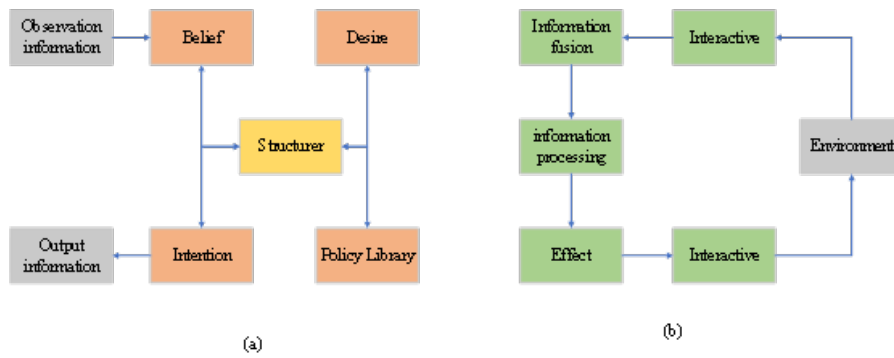 Observation
information
Belief
Desire
Structurer
Output
information
Intention
Policy Library
(a)
Information
fusion
Interactive
information
processing
Environment
Effect
Interactive
(b)